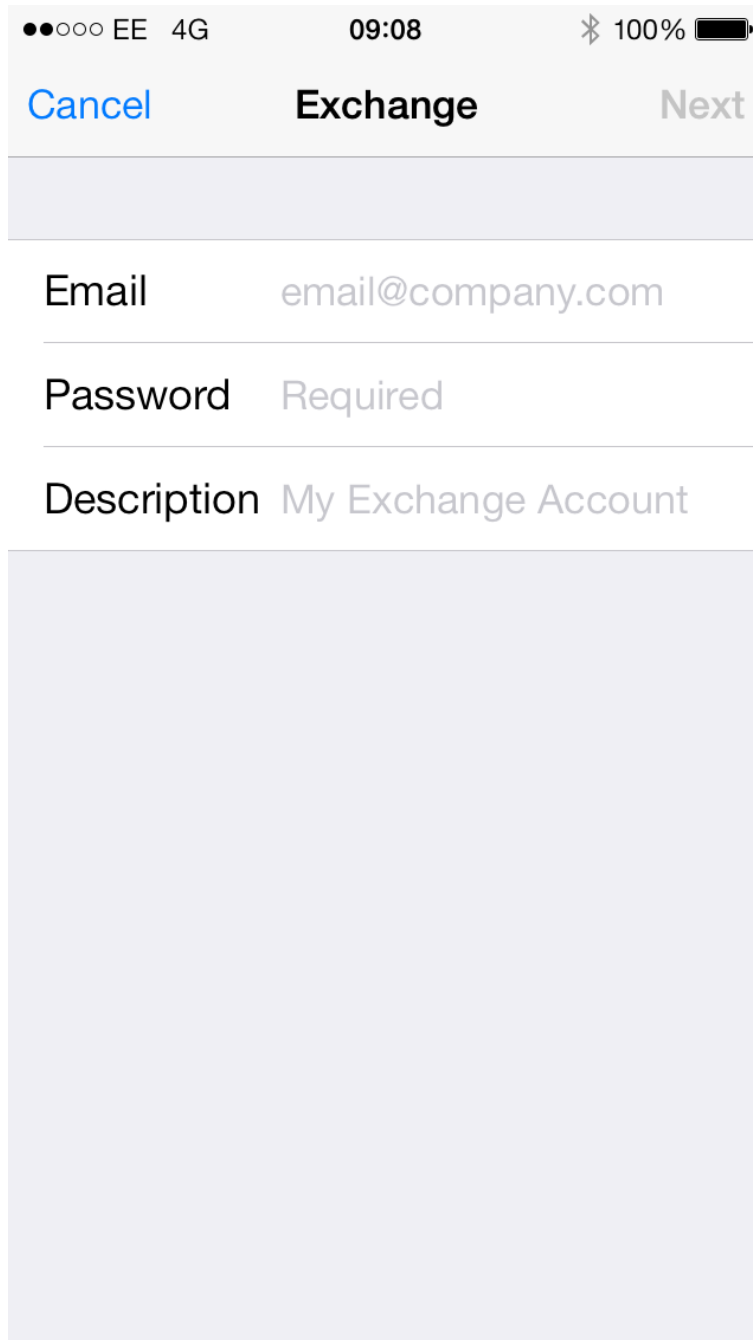 EE 4G 09:08 100%
Cancel Exchange Next
Email email@company.com
Password Required
Description My Exchange Account